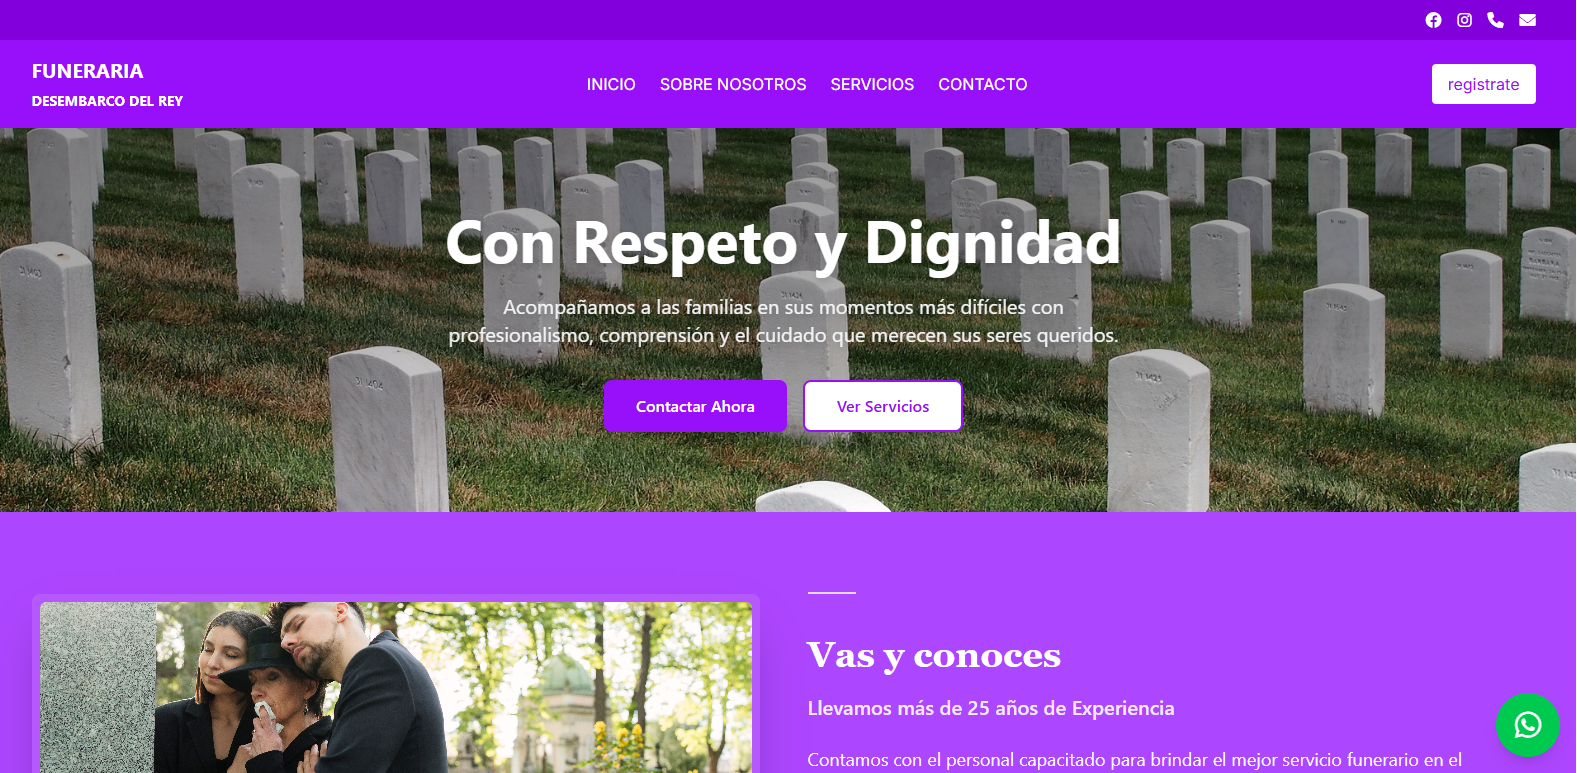 FUNERARIA
DESEMBARCO DEL REY
INICIO SOBRE NOSOTROS SERVICIOS CONTACTO
registrate
Con Respeto y Dignidad
Acompañamos a las familias en sus momentos más difíciles con
profesionalismo, comprensión y el cuidado que merecen sus seres queridos.
Contactar Ahora
Ver Servicios
Vas y conoces
Llevamos más de 25 años de Experiencia
Contamos con el personal capacitado para brindar el mejor servicio funerario en el